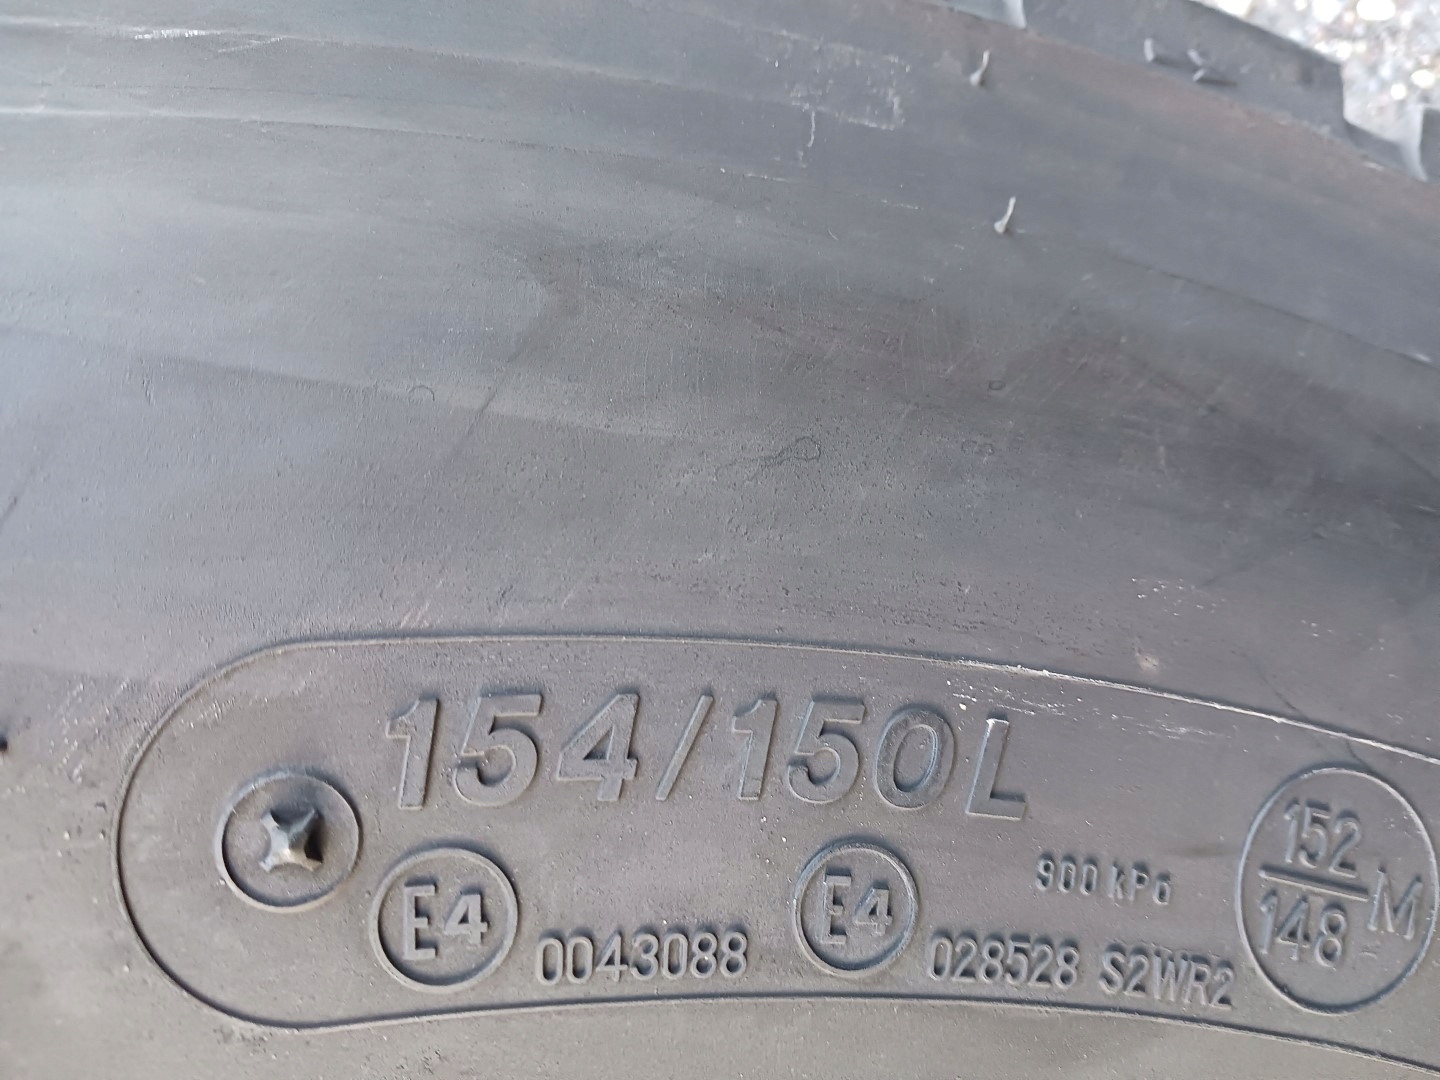 154/150L
E4 0043088
E4 028528 S2WR2
900 kPa
152
148 M